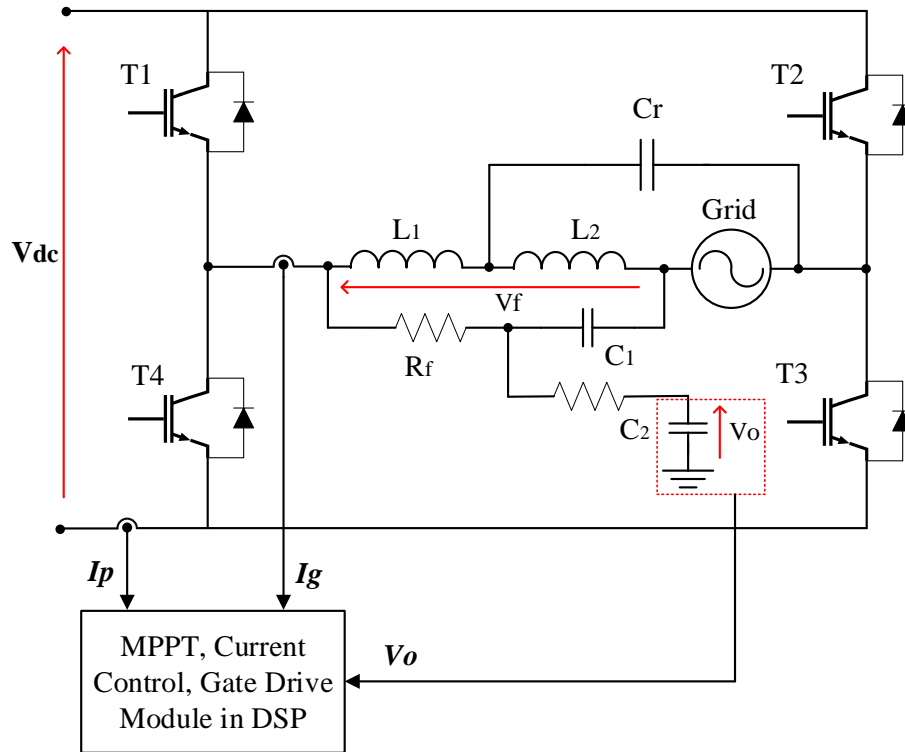 T1
T2
Cr
Grid
Vdc
L1
L2
Vf
Rf
C1
T4
T3
C2
Vo
Ip
Ig
MPPT, Current
Control, Gate Drive
Module in DSP
Vo